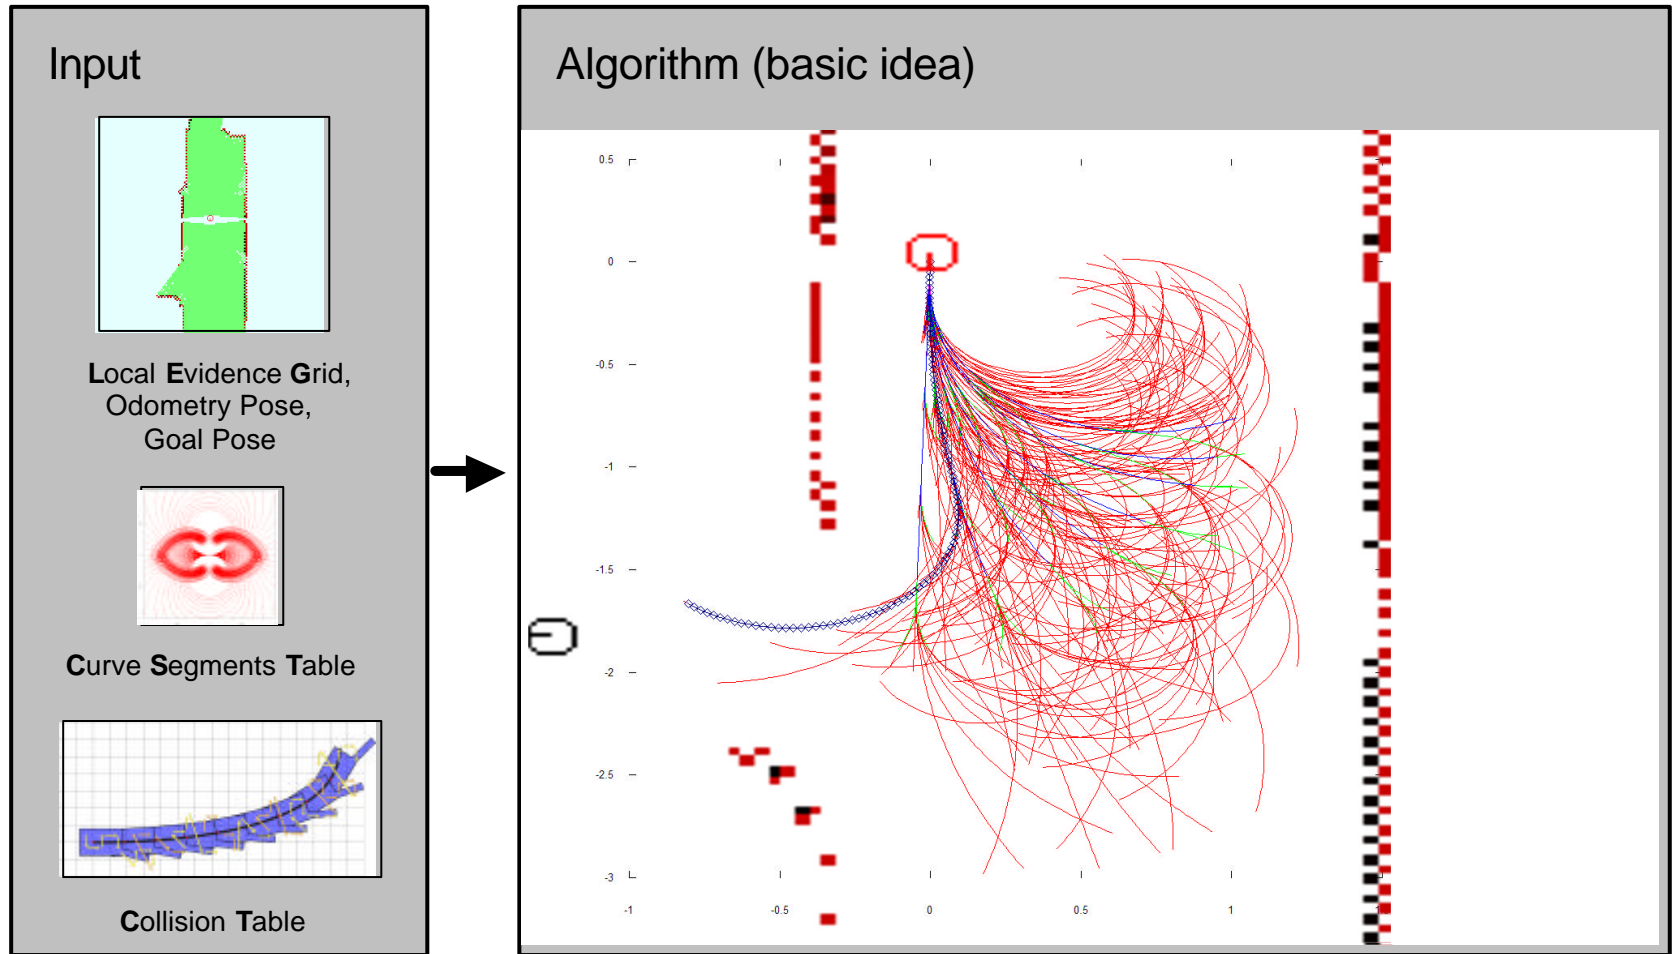 Input
Local Evidence Grid,
Odometry Pose,
Goal Pose
Curve Segments Table
Collision Table
Algorithm (basic idea)
0.5
0
-0.5
-1
-1.5
-2
-2.5
-3
-1
-0.5
0
0.5
1